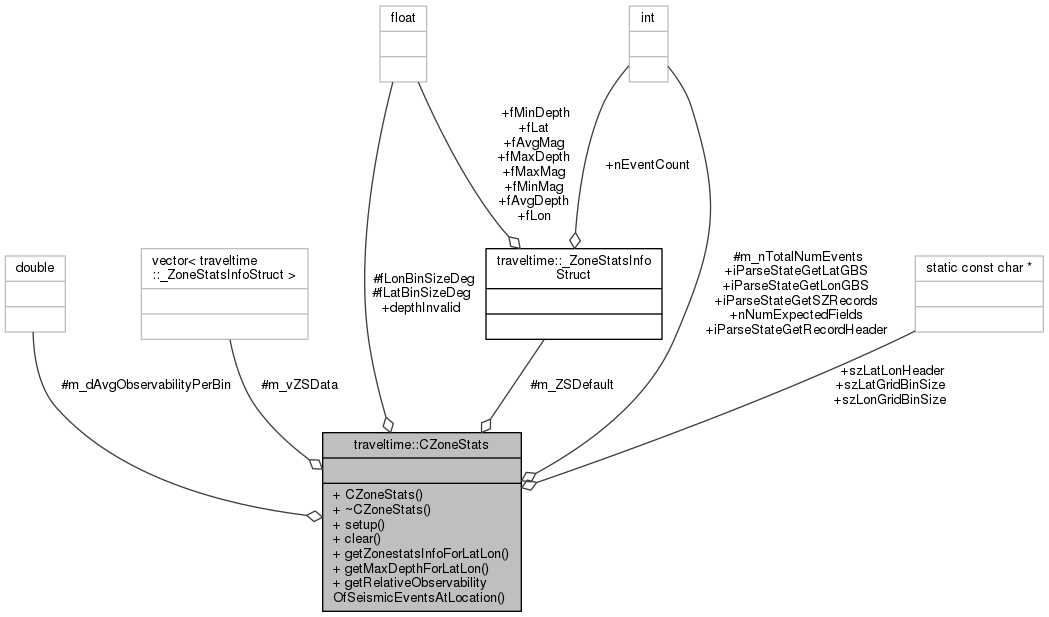 float
int
+fMinDepth
+fLat
+fAvgMag
+fMaxDepth
+fMaxMag
+fMinMag
+fAvgDepth
+fLon
+nEventCount
double
vector< traveltime
::_ZoneStatsInfoStruct >
traveltime::_ZoneStatsInfo
Struct
static const char *
#fLonBinSizeDeg
#fLatBinSizeDeg
+depthInvalid
#m_nTotalNumEvents
+iParseStateGetLatGBS
+iParseStateGetLonGBS
+iParseStateGetSZRecords
+nNumExpectedFields
+iParseStateGetRecordHeader
#m_dAvgObservabilityPerBin
#m_vZSData
#m_ZSDefault
+szLatLonHeader
+szLatGridBinSize
+szLonGridBinSize
traveltime::CZoneStats
+ CZoneStats()
+ ~CZoneStats()
+ setup()
+ clear()
+ getZonestatsInfoForLatLon()
+ getMaxDepthForLatLon()
+ getRelativeObservability
OfSeismicEventsAtLocation()